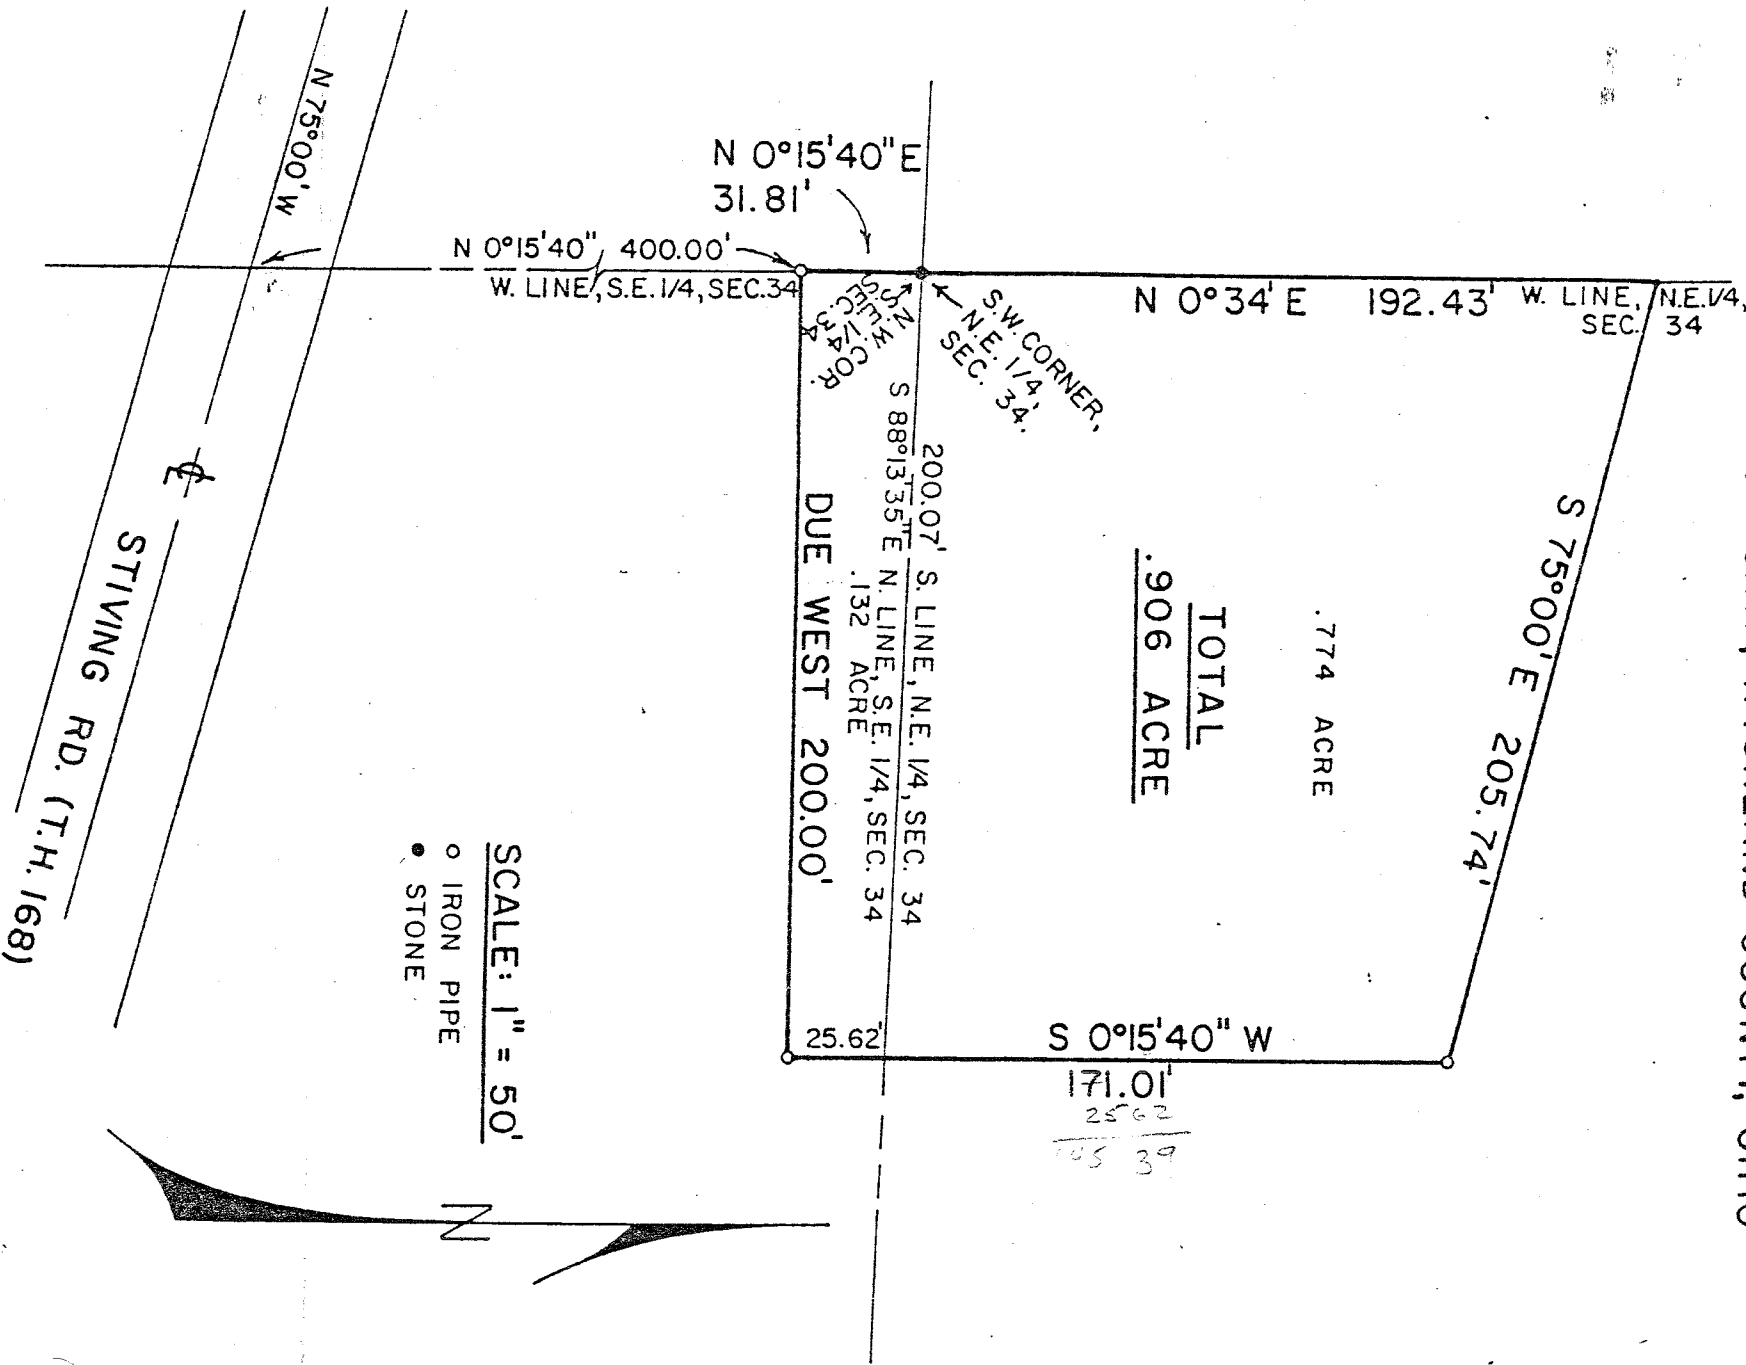 N 75°00' W
N 0°15'40" E
31.81'
N 0°15'40" 400.00'
W. LINE, S.E. 1/4, SEC. 34
N.W. COR.
S.E. 1/4
SEC. 34
S.W. CORNER,
N.E. 1/4,
SEC. 34.
N 0°34' E 192.43'
W. LINE, N.E. 1/4,
SEC. 34
S 75°00' E 205.74'
.774 ACRE
TOTAL
.906 ACRE
200.07' S. LINE, N.E. 1/4, SEC. 34
S 88°13'35" E N. LINE, S.E. 1/4, SEC. 34
.132 ACRE
DUE WEST 200.00'
25.62'
S 0°15'40" W
171.01'
2562
39
SCALE: 1" = 50'
IRON PIPE
STONE
STIVING RD. (T.H. 168)
N
COUNTY, OHIO